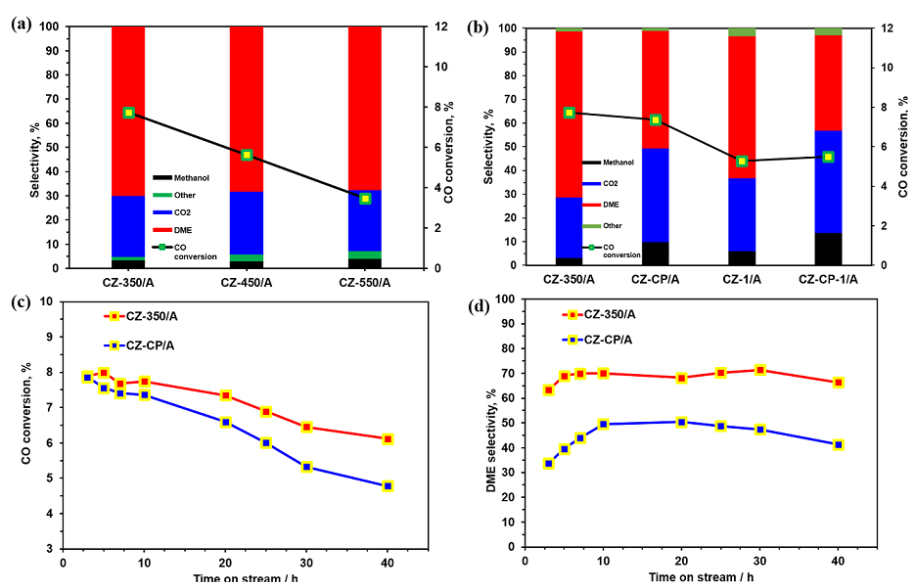 (a)
100
90
80
70
60
50
40
30
20
10
0
Selectivity, %
12
10
8
6
4
2
0
CO conversion, %
Methanol
Other
CO2
DME
CO
conversion
CZ-350/A
CZ-450/A
CZ-550/A
(b)
100
90
80
70
60
50
40
30
20
10
0
Selectivity, %
12
10
8
6
4
2
0
CO conversion, %
Methanol
CO2
DME
Other
CO
conversion
CZ-350/A
CZ-CP/A
CZ-1/A
CZ-CP-1/A
(c)
10
9
8
7
6
5
4
3
CO conversion, %
CZ-350/A
CZ-CP/A
0
10
20
30
40
Time on stream / h
(d)
100
90
80
70
60
50
40
30
20
10
0
DME selectivity, %
CZ-350/A
CZ-CP/A
0
10
20
30
40
Time on stream / h